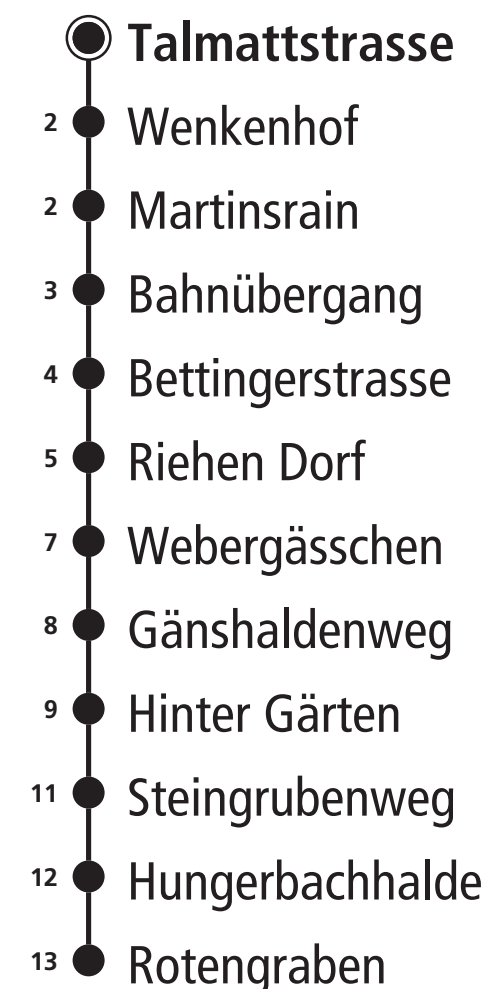 Talmattstrasse
2 Wenkenhof
2 Martinsrain
3 Bahnübergang
4 Bettingerstrasse
5 Riehen Dorf
7 Webergässchen
8 Gänshaldenweg
9 Hinter Gärten
11 Steingrubenweg
12 Hungerbachhalde
13 Rotengraben